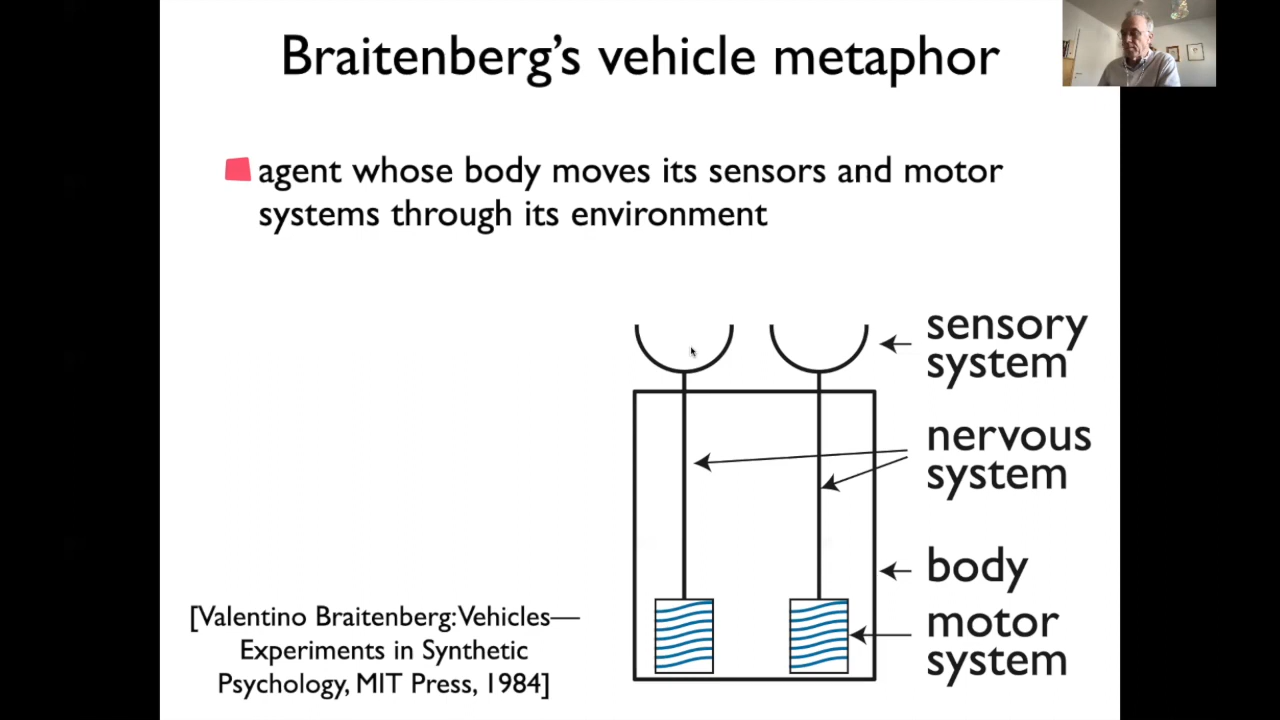 Braitenberg's vehicle metaphor
agent whose body moves its sensors and motor
systems through its environment
sensory
system
nervous
system
body
motor
system
[Valentino Braitenberg: Vehicles—
Experiments in Synthetic
Psychology, MIT Press, 1984]